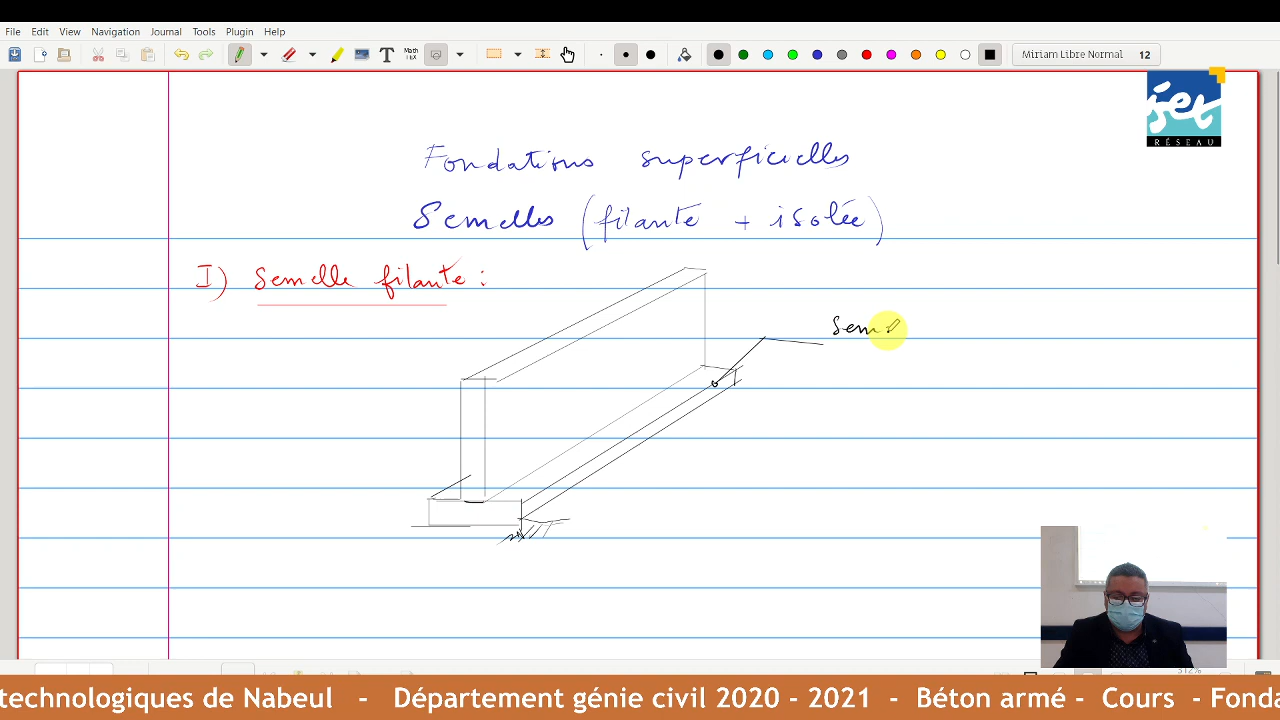 File Edit View Navigation Journal Tools Plugin Help
Miriam Libre Normal 12
iset
RÉSEAU
Fondations superficielles
Semelles (filante + isolée)
I) Semelle filante :
Sem
technologiques de Nabeul - Département génie civil 2020 - 2021 - Béton armé - Cours - Fonda